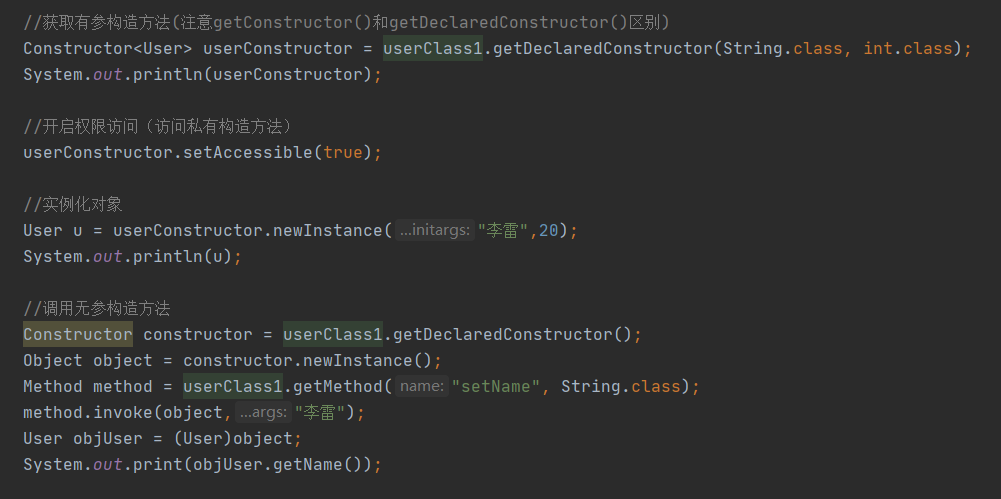 //获取有参构造方法(注意getConstructor()和getDeclaredConstructor()区别)
Constructor<User> userConstructor = userClass1.getDeclaredConstructor(String.class, int.class);
System.out.println(userConstructor);
//开启权限访问（访问私有构造方法）
userConstructor.setAccessible(true);
//实例化对象
User u = userConstructor.newInstance( ...initargs: "李雷",20);
System.out.println(u);
//调用无参构造方法
Constructor constructor = userClass1.getDeclaredConstructor();
Object object = constructor.newInstance();
Method method = userClass1.getMethod( name: "setName", String.class);
method.invoke(object, ...args: "李雷");
User objUser = (User)object;
System.out.print(objUser.getName());